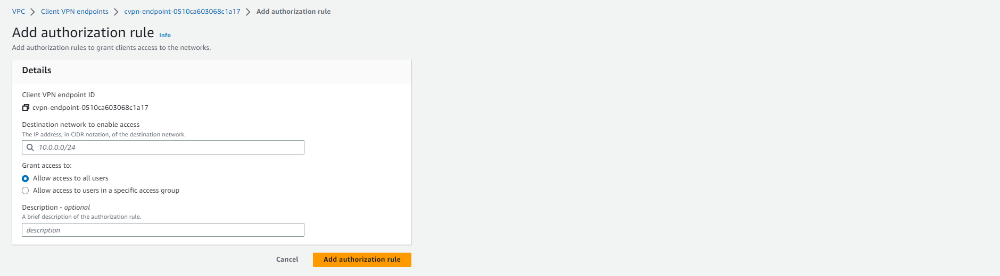 VPC > Client VPN endpoints > cvpn-endpoint-0510ca603068c1a17 > Add authorization rule
Add authorization rule Info
Add authorization rules to grant clients access to the networks.
Details
Client VPN endpoint ID
cvpn-endpoint-0510ca603068c1a17
Destination network to enable access
The IP address, in CIDR notation, of the destination network.
10.0.0.0/24
Grant access to:
Allow access to all users
Allow access to users in a specific access group
Description - optional
A brief description of the authorization rule.
description
Cancel Add authorization rule